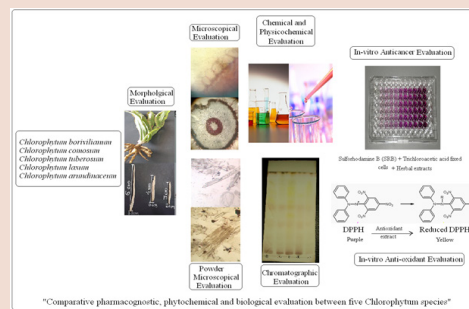 Microscopical
Evaluation
Chemical and
Physicochemical
Evaluation
In-vitro Anticancer Evaluation
Morpholgical
Evaluation
Chlorophytum borivilianum
Chlorophytum comosum
Chlorophytum tuberosum
Chlorophytum laxum
Chlorophytum arundinaceum
Sulforhodamine B (SRB) + Trichloroacetic acid fixed
cells + Herbal extracts
DPPH
Purple
Antioxidant
extract
Reduced DPPH
Yellow
In-vitro Anti-oxidant Evaluation
Powder
Microscopical
Evaluation
Chromatographic
Evaluation
"Comparative pharmacognostic, phytochemical and biological evaluation between five Chlorophytum species"